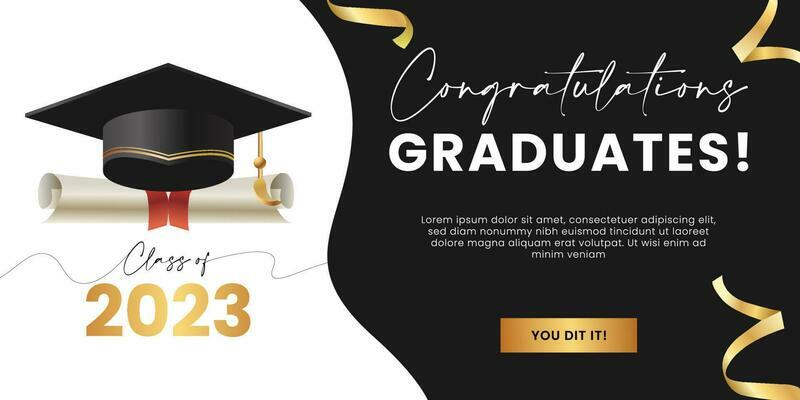 Class of
2023
Congratulations
GRADUATES!
Lorem ipsum dolor sit amet, consectetuer adipiscing elit,
sed diam nonummy nibh euismod tincidunt ut laoreet
dolore magna aliquam erat volutpat. Ut wisi enim ad
minim veniam
YOU DIT IT!